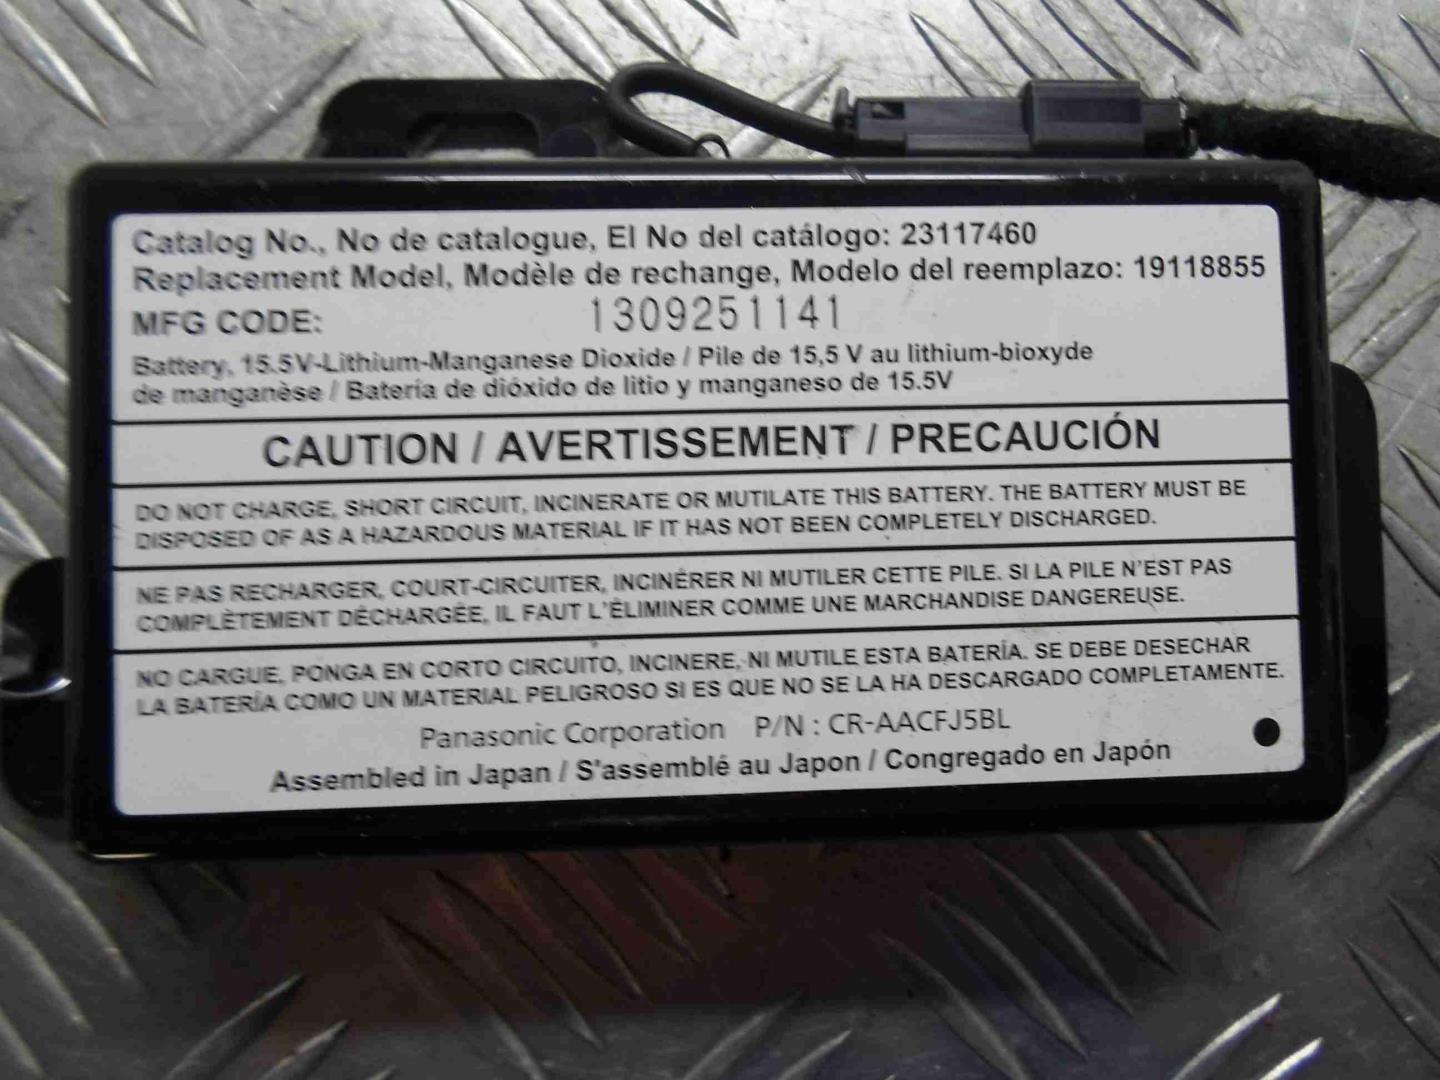 Catalog No., No de catalogue, El No del catálogo: 23117460
Replacement Model, Modèle de rechange, Modelo del reemplazo: 19118855
MFG CODE: 1309251141
Battery, 15.5V-Lithium-Manganese Dioxide / Pile de 15,5 V au lithium-bioxyde
de manganèse / Batería de dióxido de litio y manganeso de 15.5V
CAUTION / AVERTISSEMENT / PRECAUCIÓN
DO NOT CHARGE, SHORT CIRCUIT, INCINERATE OR MUTILATE THIS BATTERY. THE BATTERY MUST BE
DISPOSED OF AS A HAZARDOUS MATERIAL IF IT HAS NOT BEEN COMPLETELY DISCHARGED.
NE PAS RECHARGER, COURT-CIRCUITER, INCINÉRER NI MUTILER CETTE PILE. SI LA PILE N'EST PAS
COMPLÈTEMENT DÉCHARGÉE, IL FAUT L'ÉLIMINER COMME UNE MARCHANDISE DANGEREUSE.
NO CARGUE, PONGA EN CORTO CIRCUITO, INCINERE, NI MUTILE ESTA BATERÍA. SE DEBE DESECHAR
LA BATERÍA COMO UN MATERIAL PELIGROSO SI ES QUE NO SE LA HA DESCARGADO COMPLETAMENTE.
Panasonic Corporation P/N : CR-AACFJ5BL
Assembled in Japan / S'assemblé au Japon / Congregado en Japón